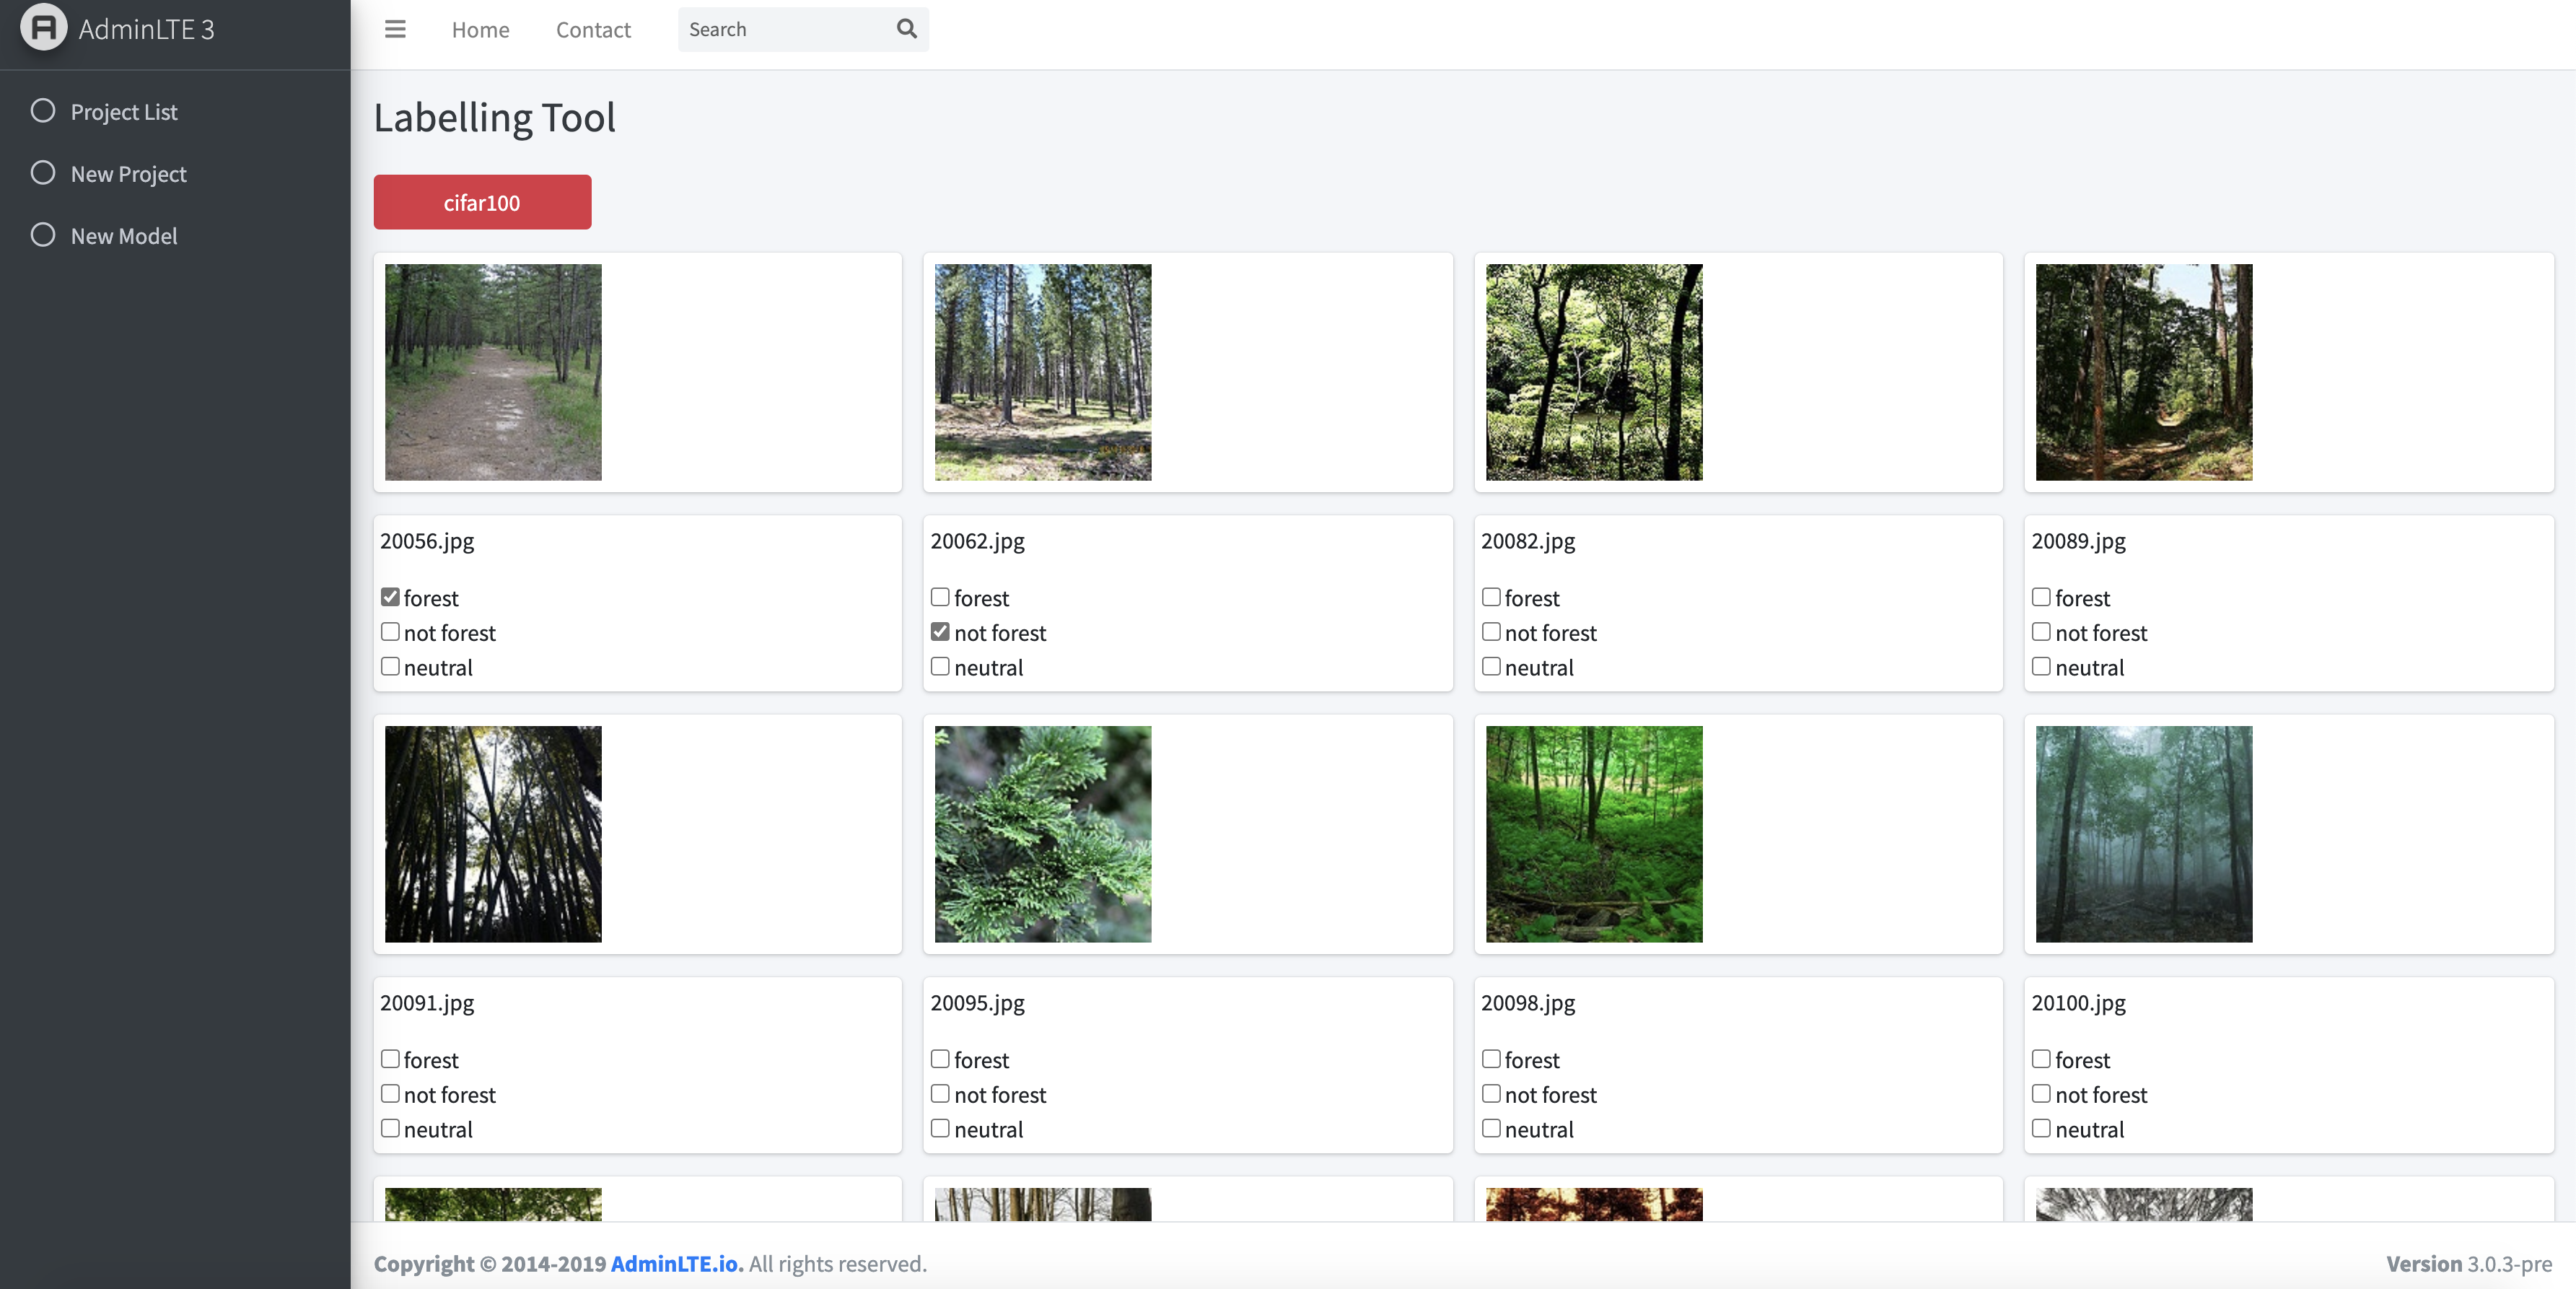 AdminLTE 3
Home Contact Search
Project List
New Project
New Model
Labelling Tool
cifar100
20056.jpg
forest
not forest
neutral
20062.jpg
forest
not forest
neutral
20082.jpg
forest
not forest
neutral
20089.jpg
forest
not forest
neutral
20091.jpg
forest
not forest
neutral
20095.jpg
forest
not forest
neutral
20098.jpg
forest
not forest
neutral
20100.jpg
forest
not forest
neutral
Copyright © 2014-2019 AdminLTE.io. All rights reserved.
Version 3.0.3-pre